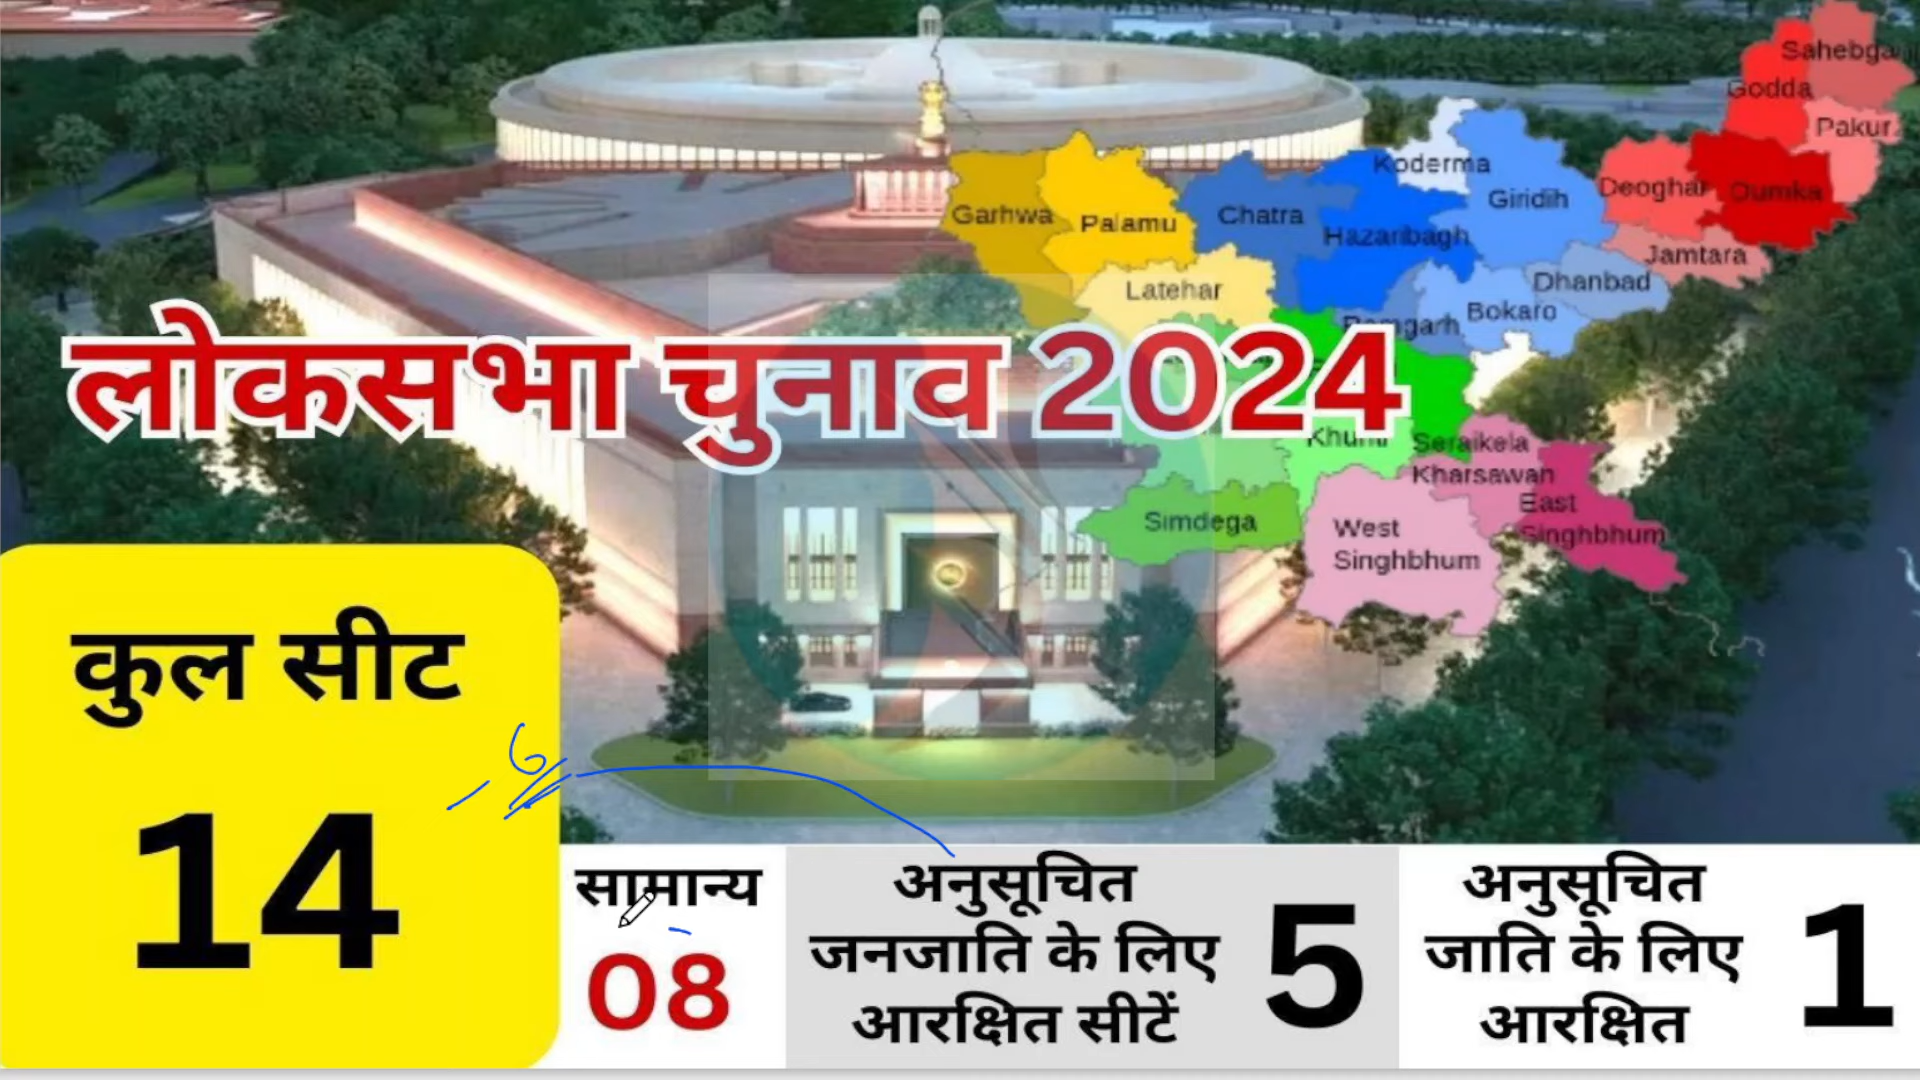 Sahebganj
Godda
Pakur
Koderma
Giridih
Deoghar
Dumka
Garhwa
Palamu
Chatra
Hazaribagh
Jamtara
Latehar
Dhanbad
Bokaro
Ramgarh
लोकसभा चुनाव 2024
Khunti
Seraikela
Kharsawan
East
Singhbhum
Simdega
West
Singhbhum
कुल सीट
14
सामान्य
08
अनुसूचित
जनजाति के लिए
आरक्षित सीटें
5
अनुसूचित
जाति के लिए
आरक्षित
1